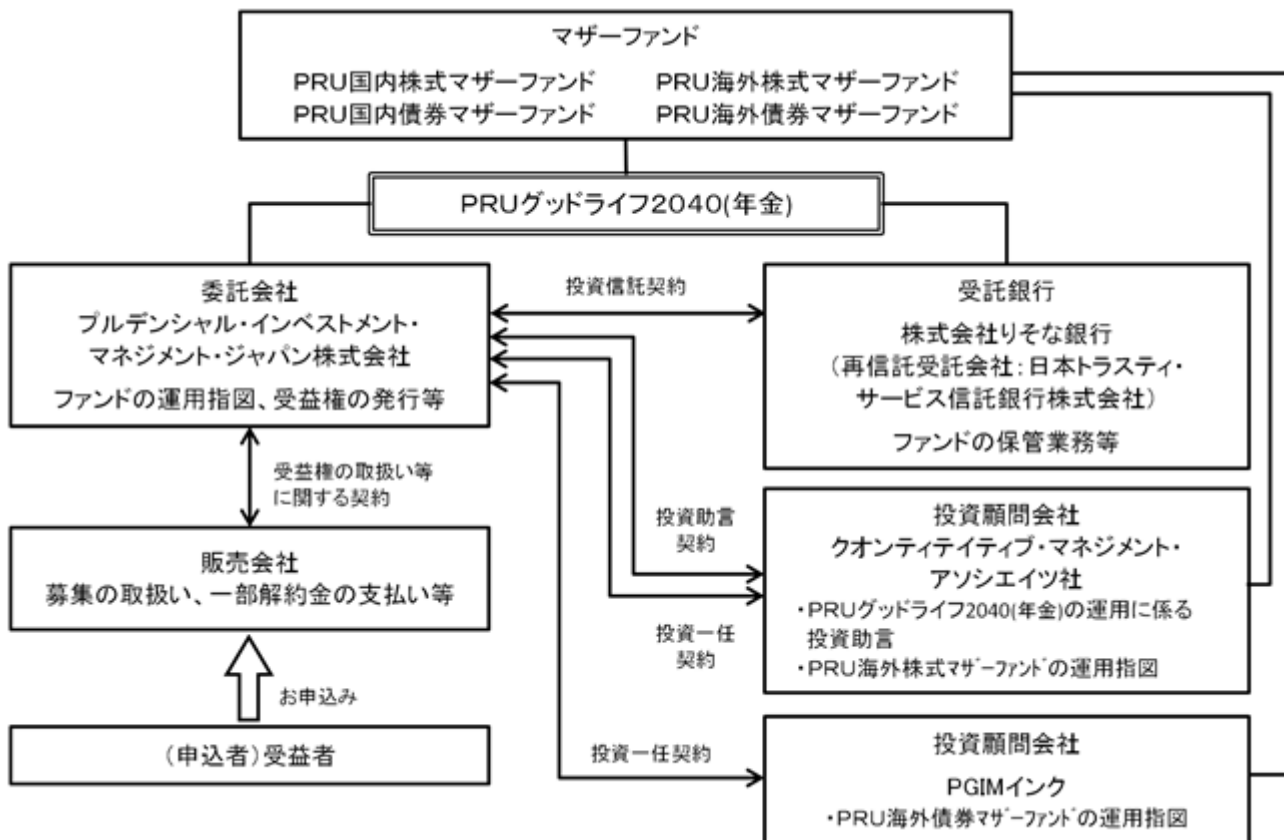 マザーファンド
PRU国内株式マザーファンド PRU海外株式マザーファンド
PRU国内債券マザーファンド PRU海外債券マザーファンド
PRUグッドライフ2040(年金)
委託会社
プルデンシャル・インベストメント・
マネジメント・ジャパン株式会社
ファンドの運用指図、受益権の発行等
投資信託契約
受託銀行
株式会社りそな銀行
(再信託受託会社:日本トラスティ・
サービス信託銀行株式会社)
ファンドの保管業務等
受益権の取扱い等
に関する契約
販売会社
募集の取扱い、一部解約金の支払い等
お申込み
(申込者)受益者
投資助言
契約
投資一任
契約
投資顧問会社
クオンティテイティブ・マネジメント・
アソシエイツ社
・PRUグッドライフ2040(年金)の運用に係る
投資助言
・PRU海外株式マザーファンドの運用指図
投資一任契約
投資顧問会社
PGIMインク
・PRU海外債券マザーファンドの運用指図